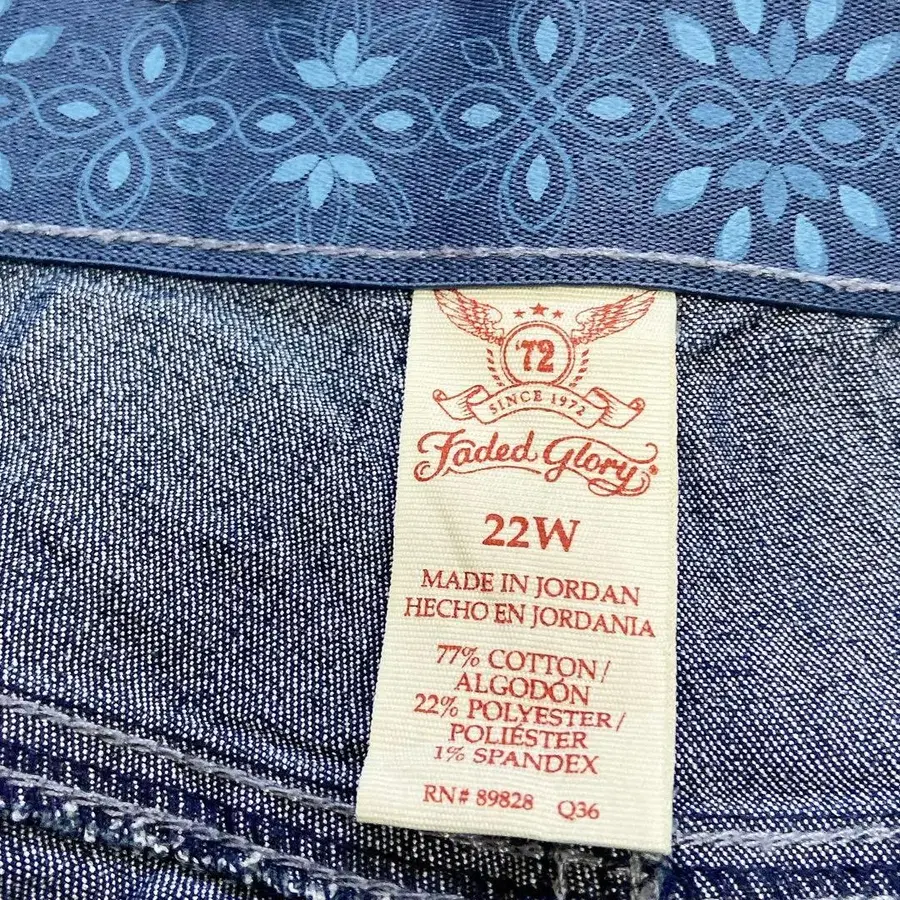 '72
SINCE 1972
Faded Glory
22W
MADE IN JORDAN
HECHO EN JORDANIA
77% COTTON/
ALGODÓN
22% POLYESTER/
POLIÉSTER
1% SPANDEX
RN# 89828 Q36